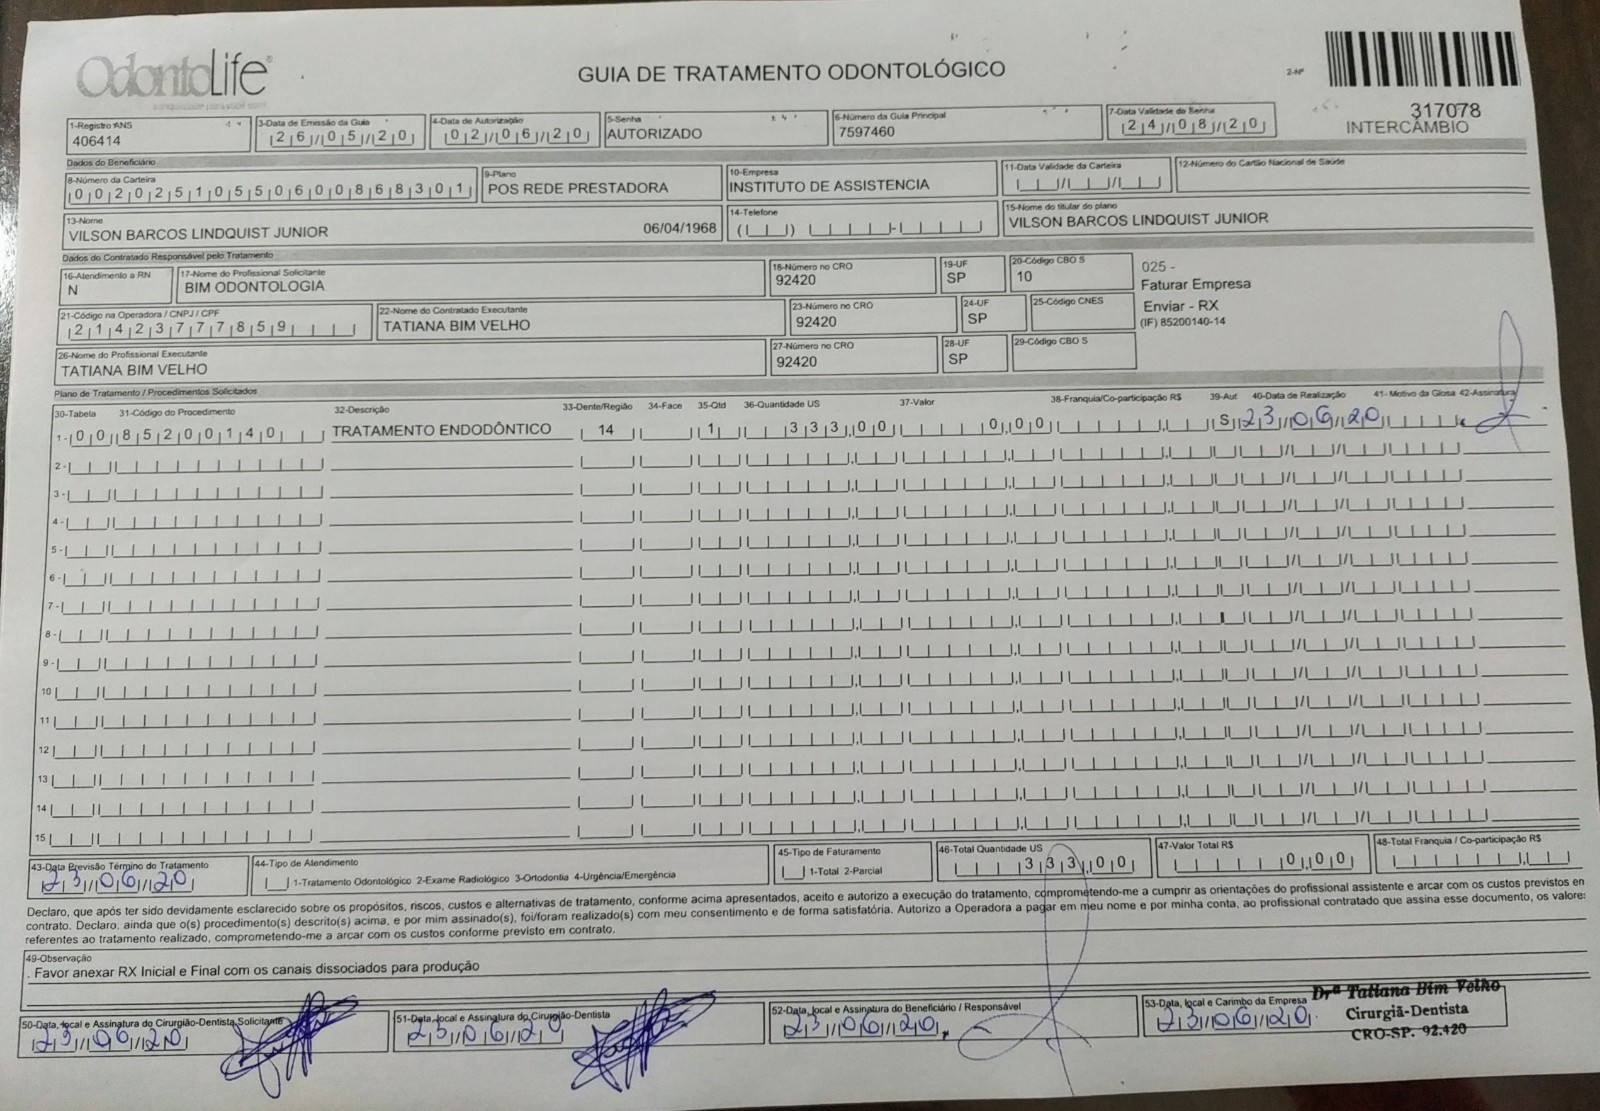 OdontoLife
GUIA DE TRATAMENTO ODONTOLÓGICO
2-Nº
317078
INTERCÂMBIO
1-Registro ANS
406414
3-Data de Emissão da Guia
26/05/20
4-Data de Autorização
02/06/20
5-Senha
AUTORIZADO
6-Número da Guia Principal
7597460
7-Data Validade da Senha
24/08/20
Dados do Beneficiário
8-Número da Carteira
00202510550600868301
9-Plano
POS REDE PRESTADORA
10-Empresa
INSTITUTO DE ASSISTENCIA
11-Data Validade da Carteira
12-Número do Cartão Nacional de Saúde
13-Nome
VILSON BARCOS LINDQUIST JUNIOR 06/04/1968
14-Telefone
15-Nome do titular do plano
VILSON BARCOS LINDQUIST JUNIOR
Dados do Contratado Responsável pelo Tratamento
16-Atendimento a RN
N
17-Nome do Profissional Solicitante
BIM ODONTOLOGIA
18-Número no CRO
92420
19-UF
SP
20-Código CBO S
10
025 -
Faturar Empresa
Enviar - RX
(IF) 85200140-14
21-Código na Operadora / CNPJ / CPF
21423777859
22-Nome do Contratado Executante
TATIANA BIM VELHO
23-Número no CRO
92420
24-UF
SP
25-Código CNES
26-Nome do Profissional Executante
TATIANA BIM VELHO
27-Número no CRO
92420
28-UF
SP
29-Código CBO S
Plano de Tratamento / Procedimentos Solicitados
30-Tabela 31-Código do Procedimento 32-Descrição 33-Dente/Região 34-Face 35-Qtd 36-Quantidade US 37-Valor 38-Franquia/Co-participação R$ 39-Aut 40-Data de Realização 41- Motivo da Glosa 42-Assinatura
1- 00 85200140 TRATAMENTO ENDODÔNTICO 14 1 333,00 0,00 S 23/06/20
2-
3-
4-
5-
6-
7-
8-
9-
10
11
12
13
14
15
43-Data Previsão Término do Tratamento
23/06/20
44-Tipo de Atendimento
1-Tratamento Odontológico 2-Exame Radiológico 3-Ortodontia 4-Urgência/Emergência
45-Tipo de Faturamento
1-Total 2-Parcial
46-Total Quantidade US
333,00
47-Valor Total R$
0,00
48-Total Franquia / Co-participação R$
Declaro, que após ter sido devidamente esclarecido sobre os propósitos, riscos, custos e alternativas de tratamento, conforme acima apresentados, aceito e autorizo a execução do tratamento, comprometendo-me a cumprir as orientações do profissional assistente e arcar com os custos previstos en
contrato. Declaro, ainda que o(s) procedimento(s) descrito(s) acima, e por mim assinado(s), foi/foram realizado(s) com meu consentimento e de forma satisfatória. Autorizo a Operadora a pagar em meu nome e por minha conta, ao profissional contratado que assina esse documento, os valores
referentes ao tratamento realizado, comprometendo-me a arcar com os custos conforme previsto em contrato.
49-Observação
. Favor anexar RX Inicial e Final com os canais dissociados para produção
50-Data, local e Assinatura do Cirurgião-Dentista Solicitante
23/06/20
51-Data, local e Assinatura do Cirurgião-Dentista
23/06/20
52-Data, local e Assinatura do Beneficiário / Responsável
23/06/20
53-Data, local e Carimbo da Empresa
23/06/20
Drª Tatiana Bim Velho
Cirurgiã-Dentista
CRO-SP. 92.420